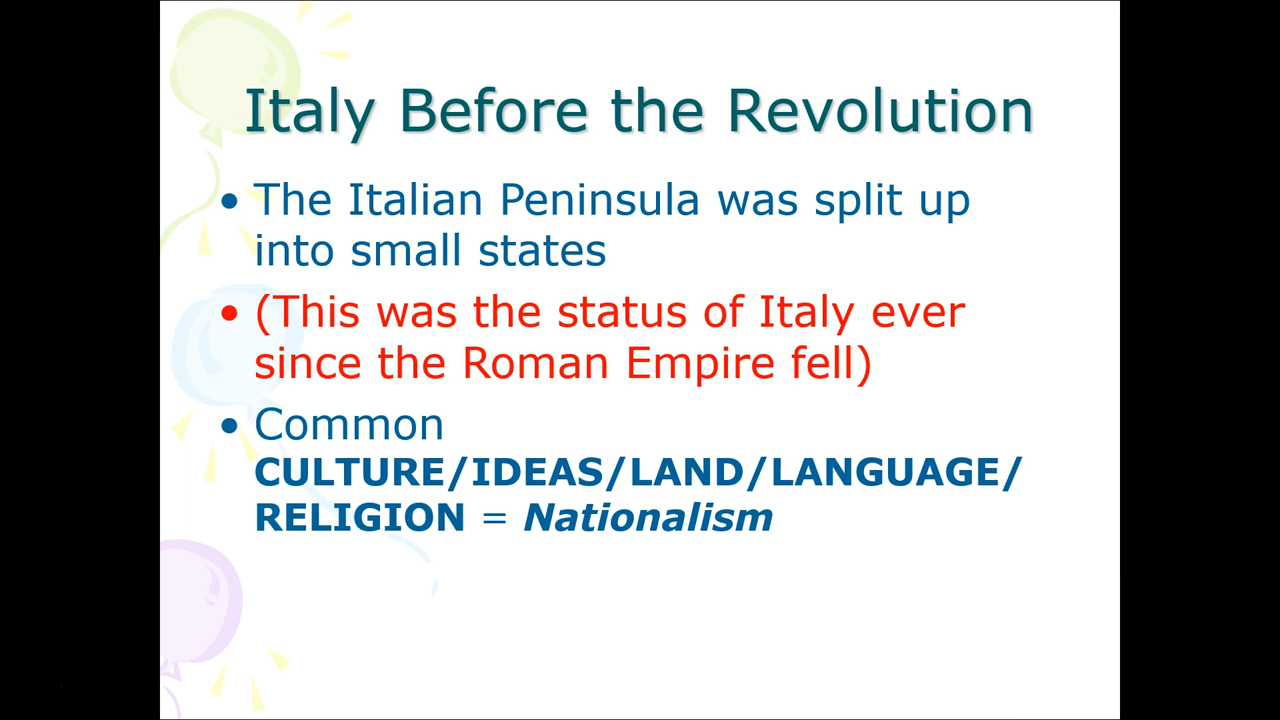 Italy Before the Revolution
• The Italian Peninsula was split up
into small states
• (This was the status of Italy ever
since the Roman Empire fell)
• Common
CULTURE/IDEAS/LAND/LANGUAGE/
RELIGION = Nationalism